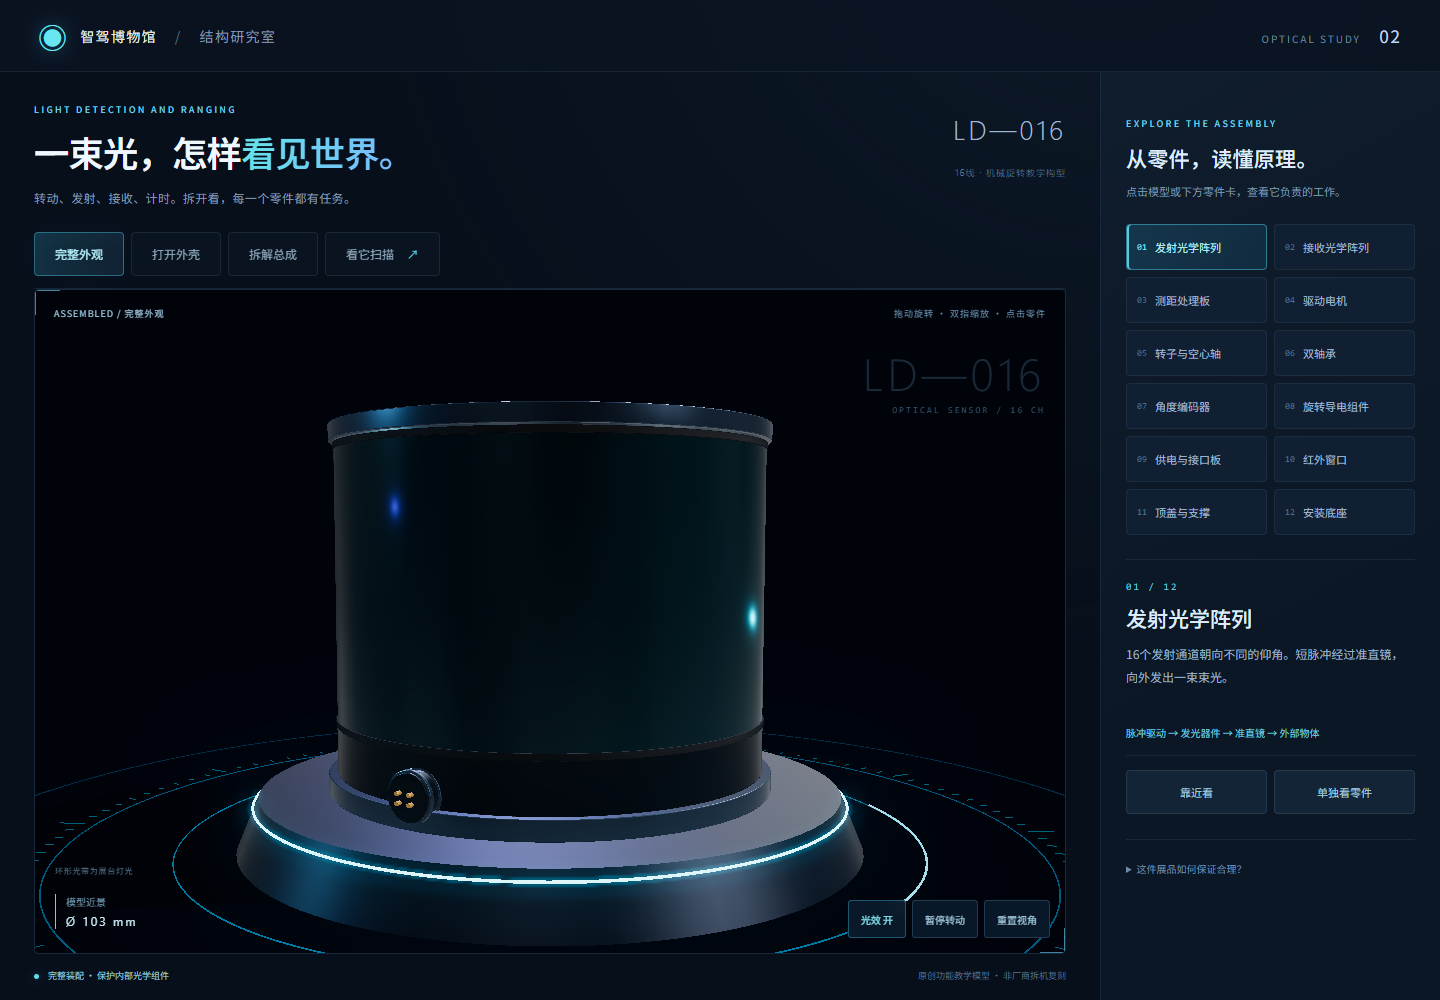 智驾博物馆 / 结构研究室
OPTICAL STUDY 02
LIGHT DETECTION AND RANGING
一束光，怎样看见世界。
转动、发射、接收、计时。拆开看，每一个零件都有任务。
LD—016
16线 · 机械旋转教学构型
完整外观
打开外壳
拆解总成
看它扫描 ↗
ASSEMBLED / 完整外观
拖动旋转 · 双指缩放 · 点击零件
LD—016
OPTICAL SENSOR / 16 CH
环形光带为展台灯光
模型近景
Ø 103 mm
光效 开
暂停转动
重置视角
完整装配 · 保护内部光学组件
原创功能教学模型 · 非厂商拆机复刻
EXPLORE THE ASSEMBLY
从零件，读懂原理。
点击模型或下方零件卡，查看它负责的工作。
01 发射光学阵列
02 接收光学阵列
03 测距处理板
04 驱动电机
05 转子与空心轴
06 双轴承
07 角度编码器
08 旋转导电组件
09 供电与接口板
10 红外窗口
11 顶盖与支撑
12 安装底座
01 / 12
发射光学阵列
16个发射通道朝向不同的仰角。短脉冲经过准直镜，
向外发出一束束光。
脉冲驱动 → 发光器件 → 准直镜 → 外部物体
靠近看
单独看零件
▶ 这件展品如何保证合理？